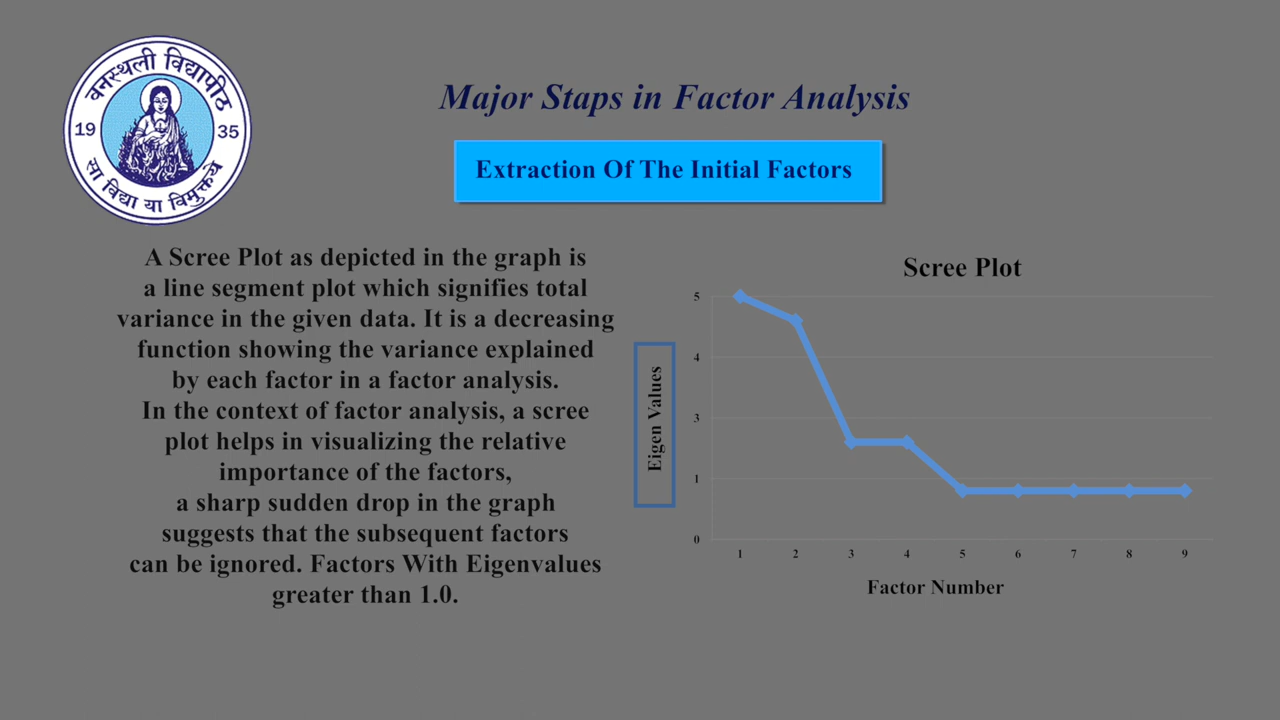 वनस्थली विद्यापीठ
19 35
सा विद्या या विमुक्तये
Major Staps in Factor Analysis
Extraction Of The Initial Factors
A Scree Plot as depicted in the graph is
a line segment plot which signifies total
variance in the given data. It is a decreasing
function showing the variance explained
by each factor in a factor analysis.
In the context of factor analysis, a scree
plot helps in visualizing the relative
importance of the factors,
a sharp sudden drop in the graph
suggests that the subsequent factors
can be ignored. Factors With Eigenvalues
greater than 1.0.
Scree Plot
Eigen Values
5
4
3
1
0
1 2 3 4 5 6 7 8 9
Factor Number